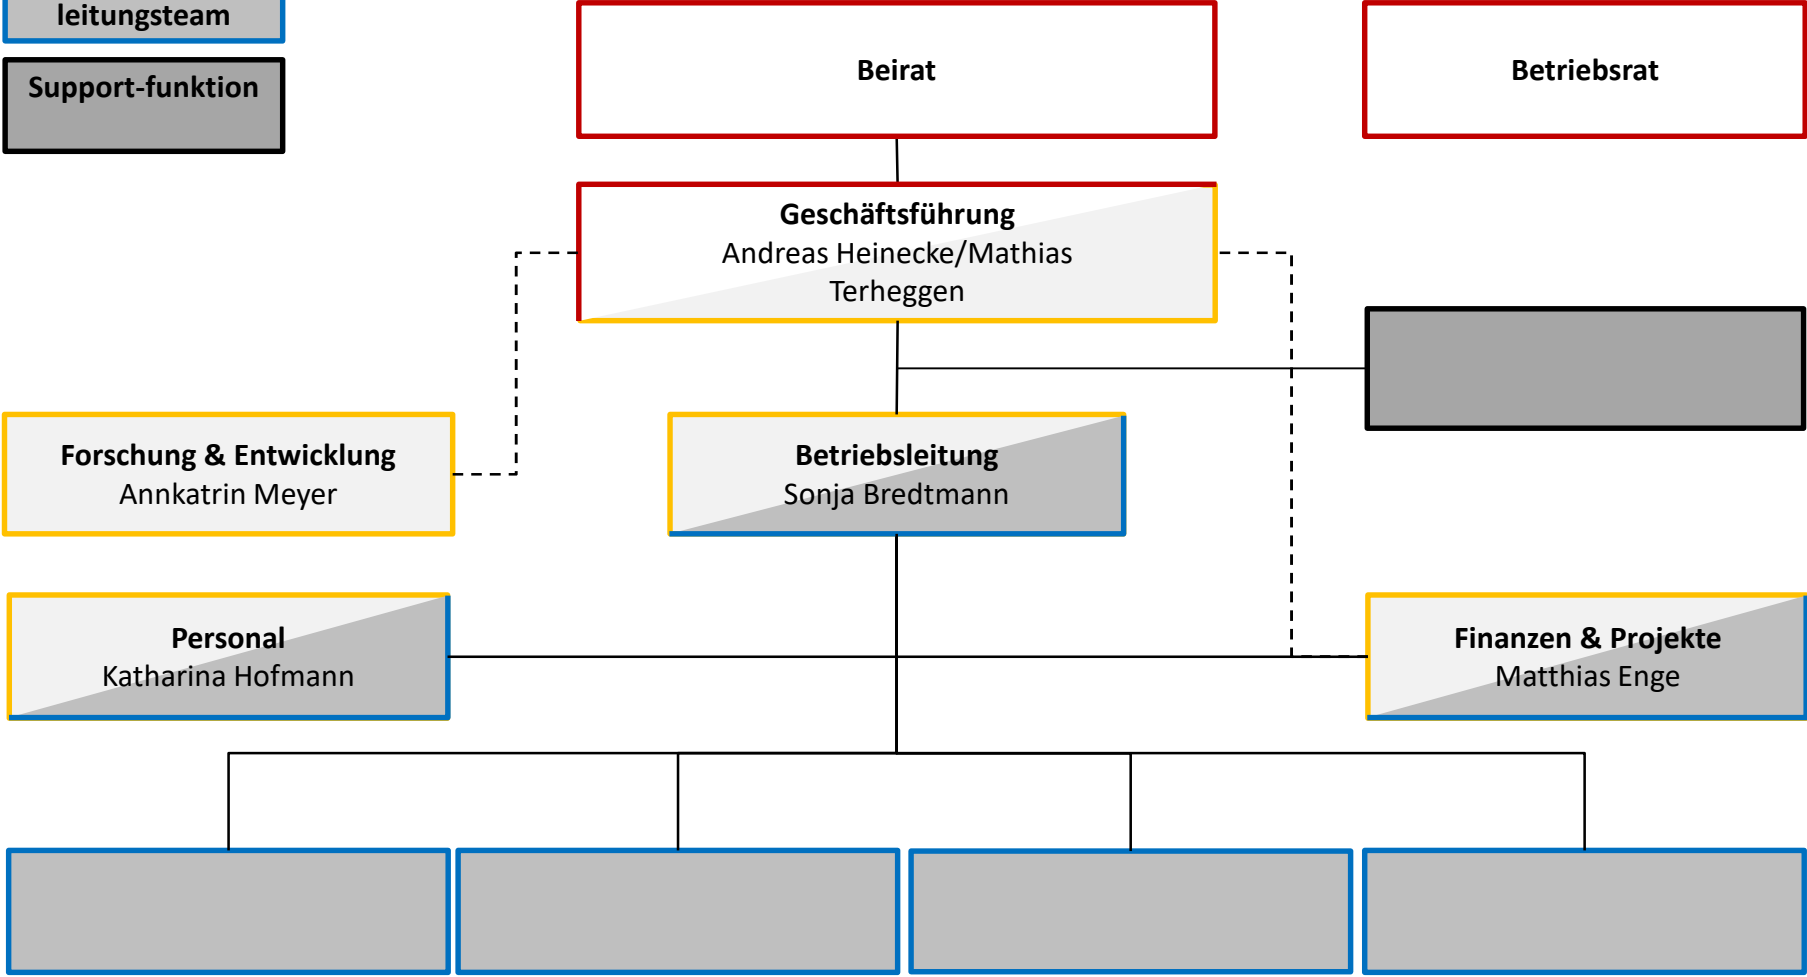 leitungsteam
Support-funktion
Beirat
Betriebsrat
Geschäftsführung
Andreas Heinecke/Mathias
Terheggen
Forschung & Entwicklung
Annkatrin Meyer
Betriebsleitung
Sonja Bredtmann
Personal
Katharina Hofmann
Finanzen & Projekte
Matthias Enge